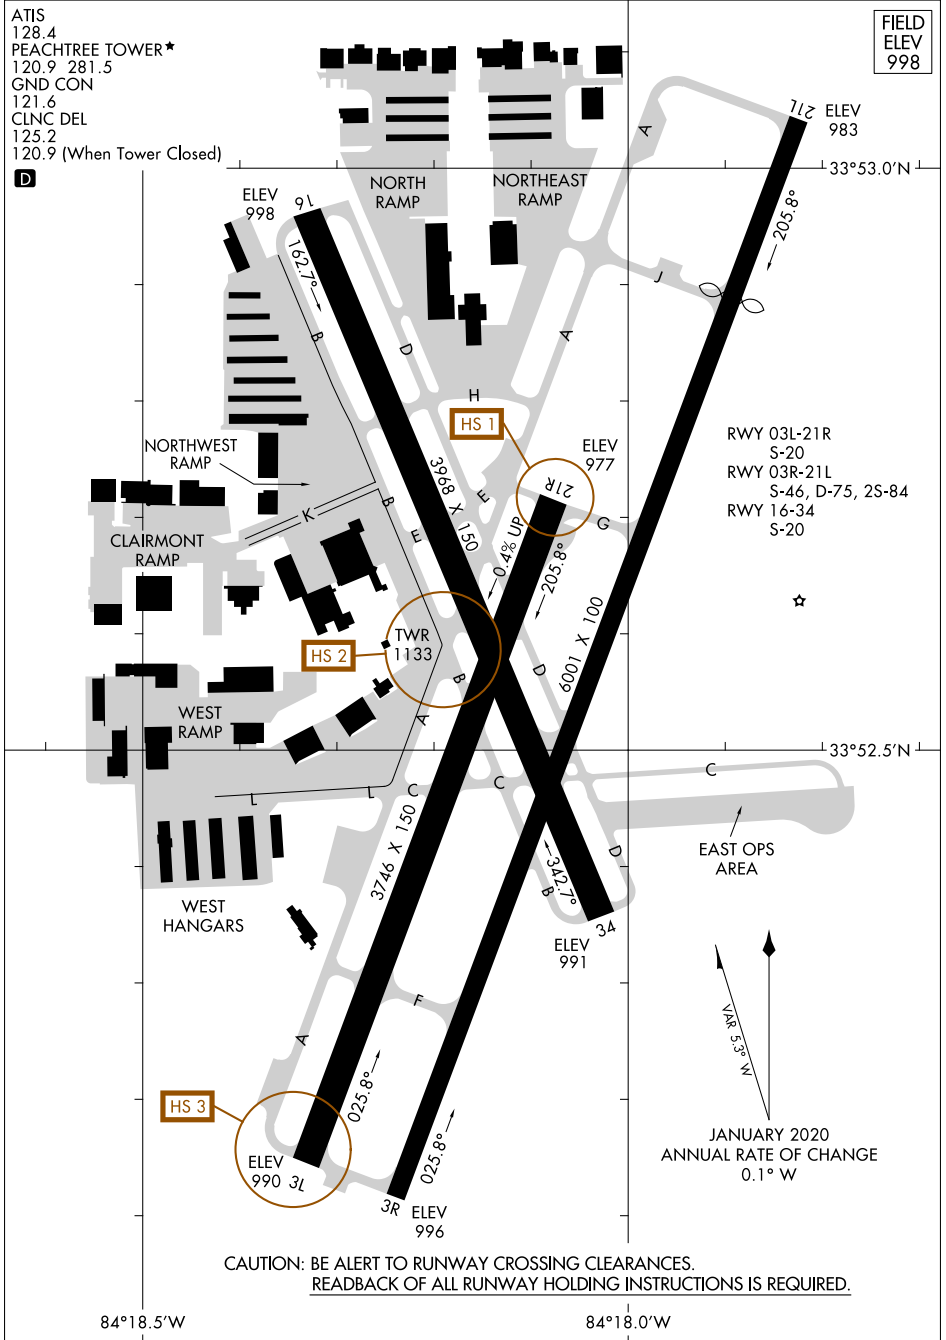 ATIS
128.4
PEACHTREE TOWER★
120.9 281.5
GND CON
121.6
CLNC DEL
125.2
120.9 (When Tower Closed)
D
FIELD
ELEV
998
21L
ELEV
983
33°53.0'N
205.8°
A
NORTH
RAMP
NORTHEAST
RAMP
ELEV
998
16
162.7°
J
B
D
A
H
HS 1
ELEV
977
21R
RWY 03L-21R
S-20
RWY 03R-21L
S-46, D-75, 2S-84
RWY 16-34
S-20
NORTHWEST
RAMP
3968 X 150
B
E
E
G
K
CLAIRMONT
RAMP
0.4% UP
205.8°
6001 X 100
HS 2
TWR
1133
B
D
A
WEST
RAMP
33°52.5'N
C
C
C
L
L
3746 X 150
EAST OPS
AREA
D
342.7°
B
WEST
HANGARS
34
ELEV
991
F
A
VAR 5.3° W
025.8°
HS 3
025.8°
JANUARY 2020
ANNUAL RATE OF CHANGE
0.1° W
ELEV
990
3L
3R
ELEV
996
CAUTION: BE ALERT TO RUNWAY CROSSING CLEARANCES.
READBACK OF ALL RUNWAY HOLDING INSTRUCTIONS IS REQUIRED.
84°18.5'W
84°18.0'W